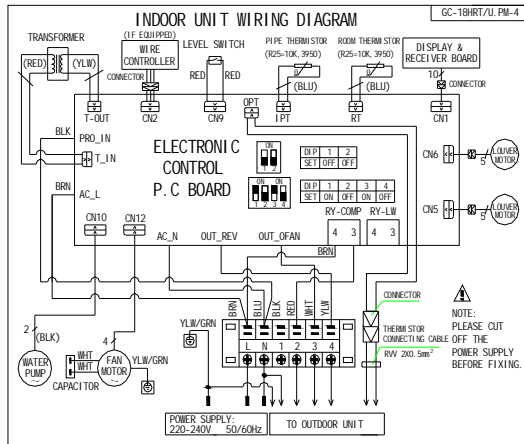 INDOOR UNIT WIRING DIAGRAM
GC-18HRT/U.PM-4
TRANSFORMER
(RED)
(YLW)
(IF EQUIPPED)
WIRE
CONTROLLER
CONNECTOR
LEVEL SWITCH
RED
RED
PIPE THERMISTOR
(R25=10K, 3950)
(BLU)
ROOM THERMISTOR
(R25=10K, 3950)
(BLU)
DISPLAY &
RECEIVER BOARD
10
CONNECTOR
T-OUT
CN2
CN9
OPT
IPT
RT
CN1
BLK
PRO_IN
T_IN
BRN
AC_L
ELECTRONIC
CONTROL
P.C BOARD
ON
1 2
DIP 1 2
SET OFF OFF
ON
1 2 3 4
DIP 1 2 3 4
SET ON OFF ON OFF
CN6
5
LOUVER
MOTOR
CN5
5
LOUVER
MOTOR
CN10
CN12
AC_N
OUT_REV
OUT_OFAN
RY-COMP
RY-LW
4 3
4 3
BRN
BRN
BLU
BLK
RED
WHT
YLW
L N 1 2 3 4
YLW/GRN
2
(BLK)
WATER
PUMP
~
4
WHT
WHT
CAPACITOR
FAN
MOTOR
~
YLW/GRN
CONNECTOR
THERMISTOR
CONNECTING CABLE
RVV 2X0.5mm²
NOTE:
PLEASE CUT
OFF THE
POWER SUPPLY
BEFORE FIXING.
POWER SUPPLY:
220-240V 50/60Hz
TO OUTDOOR UNIT